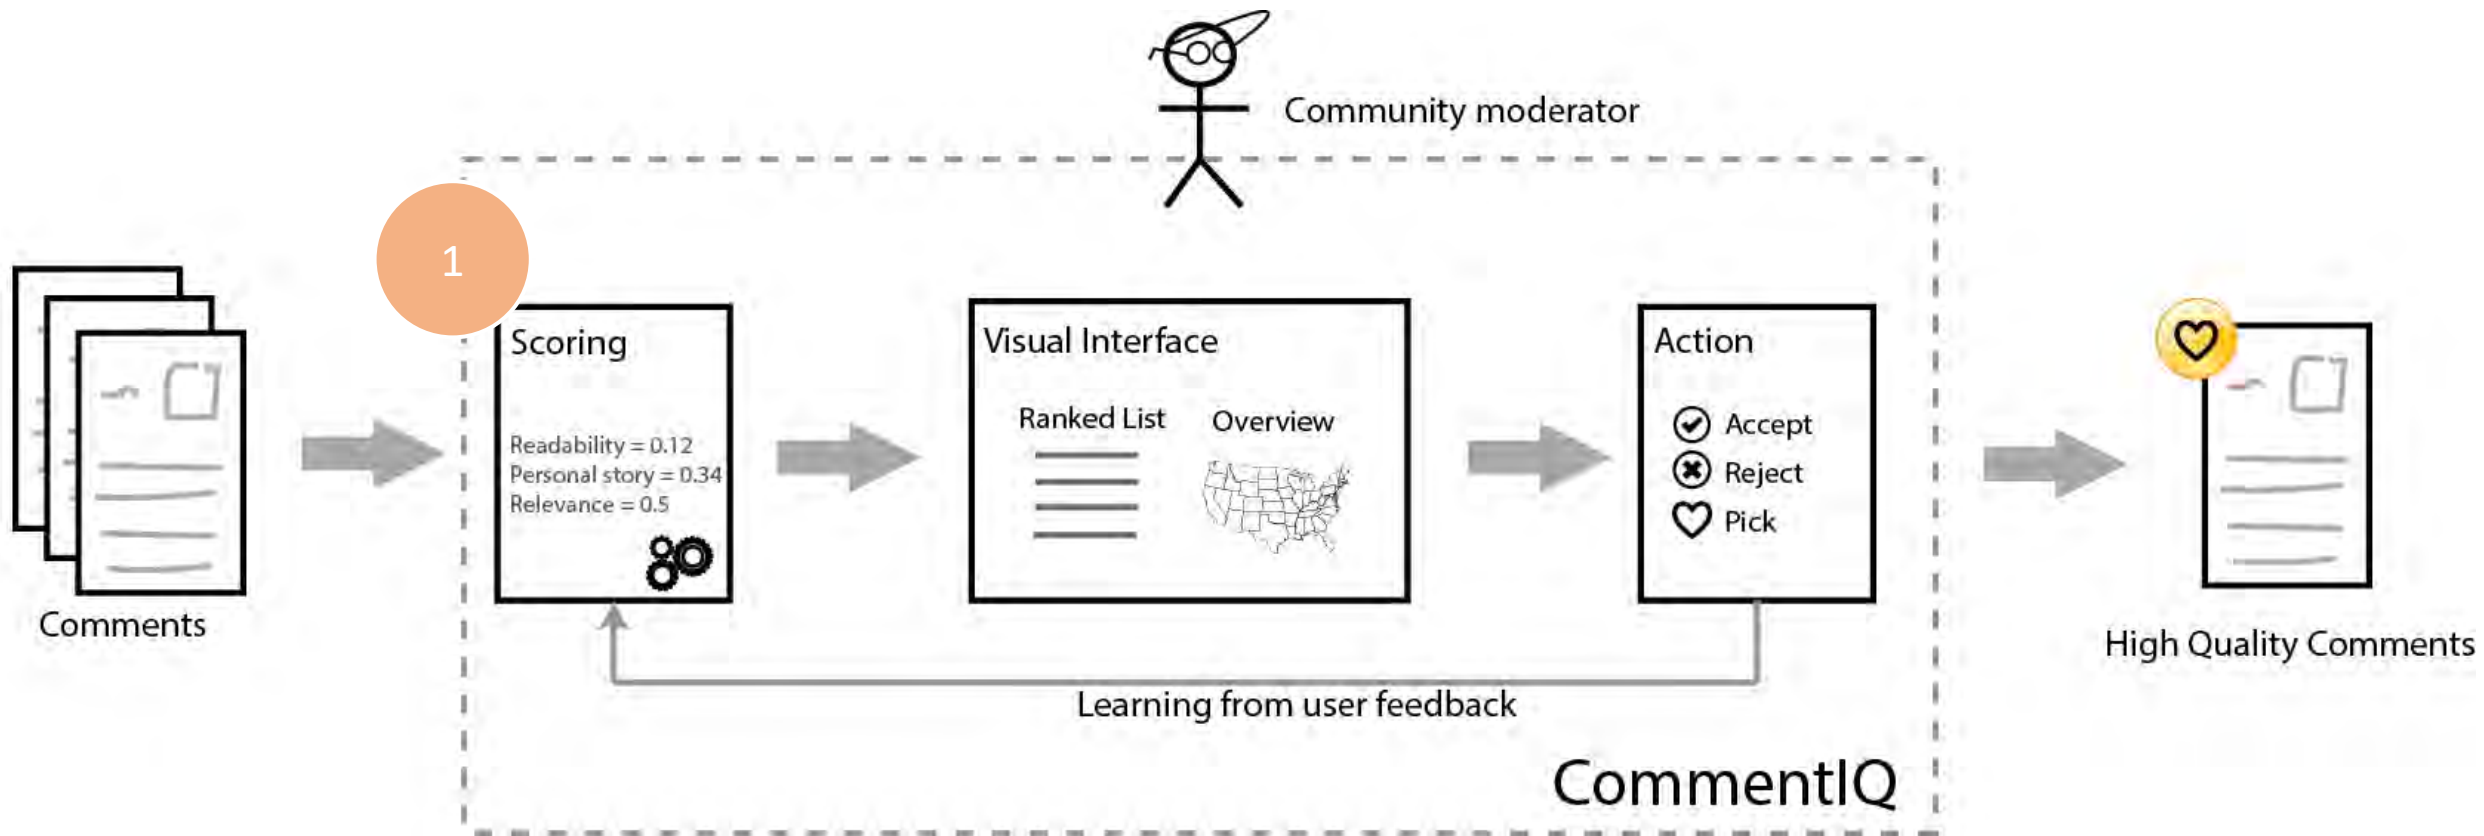 Community moderator
1
Scoring
Readability = 0.12
Personal story = 0.34
Relevance = 0.5
Visual Interface
Ranked List
Overview
Action
Accept
Reject
Pick
Comments
High Quality Comments
Learning from user feedback
CommentIQ